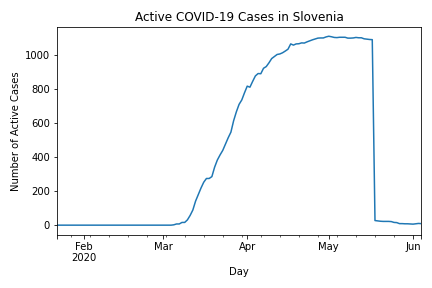 Active COVID-19 Cases in Slovenia
Number of Active Cases
1000
800
600
400
200
0
Feb
2020
Mar
Apr
May
Jun
Day